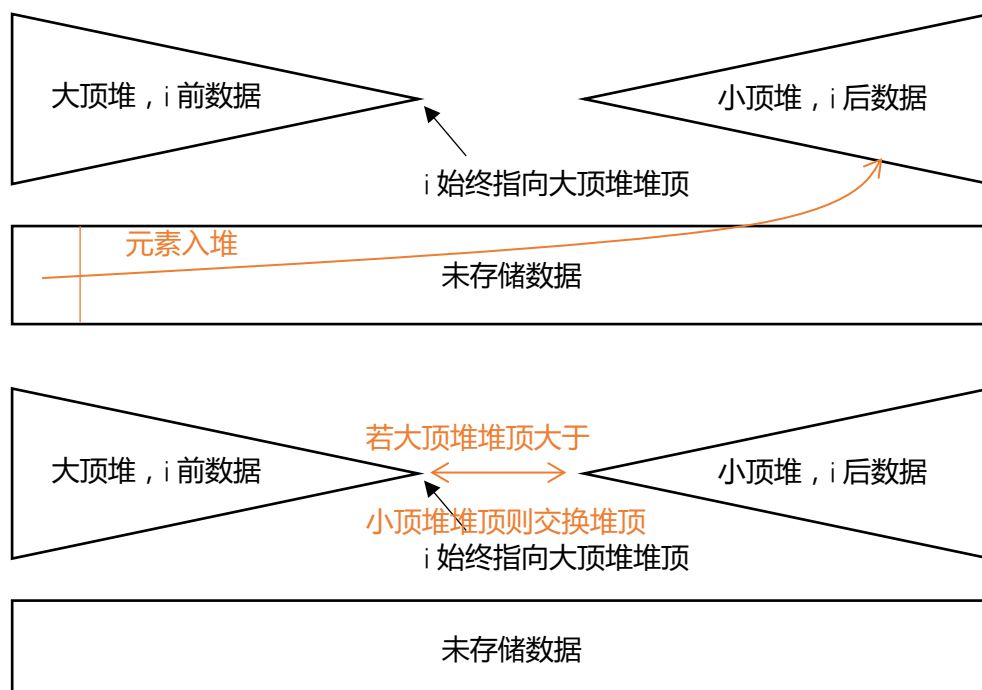 大顶堆，i 前数据
小顶堆，i 后数据
i 始终指向大顶堆堆顶
元素入堆
未存储数据
若大顶堆堆顶大于
大顶堆，i 前数据
小顶堆，i 后数据
小顶堆堆顶则交换堆顶
i 始终指向大顶堆堆顶
未存储数据